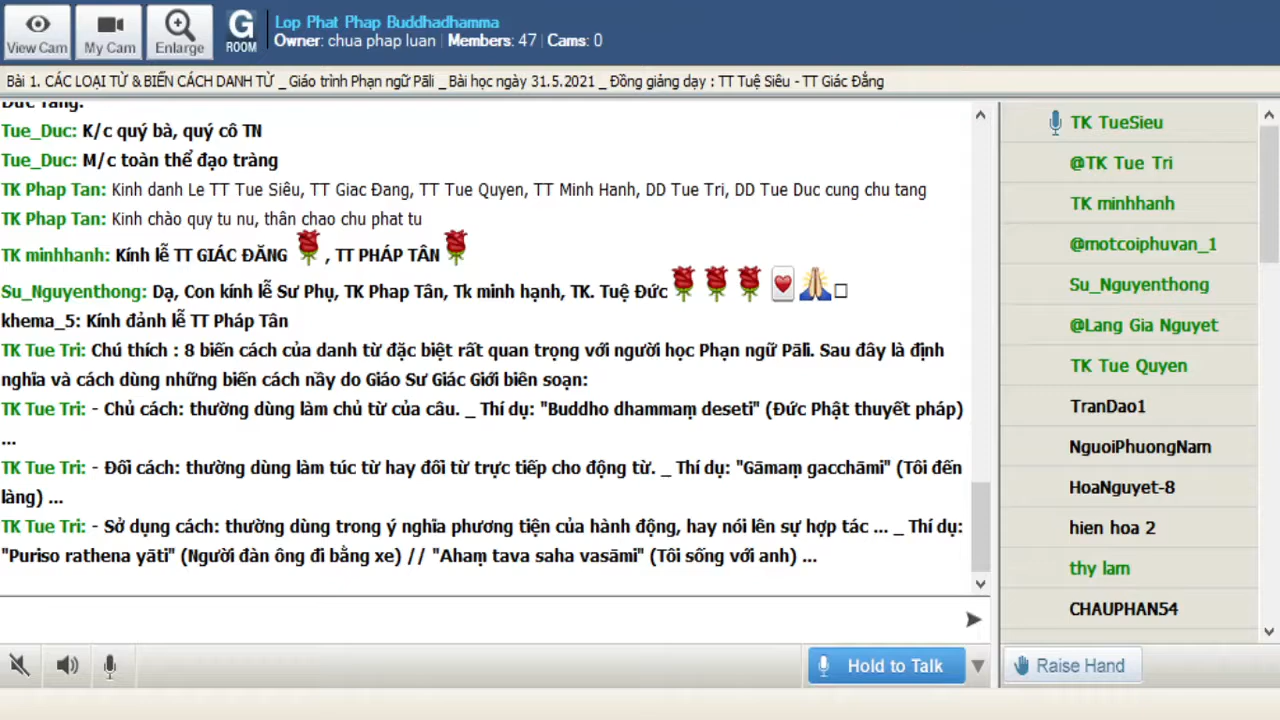 View Cam
My Cam
Enlarge
G ROOM
Lop Phat Phap Buddhadhamma
Owner: chua phap luan | Members: 47 | Cams: 0
Bài 1. CÁC LOẠI TỪ & BIẾN CÁCH DANH TỪ _ Giáo trình Phạn ngữ Pāli _ Bài học ngày 31.5.2021 _ Đồng giảng dạy : TT Tuệ Siêu - TT Giác Đẳng
Tue_Duc: K/c quý bà, quý cô TN
Tue_Duc: M/c toàn thể đạo tràng
TK Phap Tan: Kinh danh Le TT Tue Siêu, TT Giac Đang, TT Tue Quyen, TT Minh Hanh, DD Tue Tri, DD Tue Duc cung chu tang
TK Phap Tan: Kinh chào quy tu nu, thân chao chu phat tu
TK minhhanh: Kính lễ TT GIÁC ĐĂNG 🌹, TT PHÁP TÂN🌹
Su_Nguyenthong: Dạ, Con kính lễ Sư Phụ, TK Phap Tân, Tk minh hạnh, TK. Tuệ Đức🌹🌹🌹💌🙏□
khema_5: Kính đảnh lễ TT Pháp Tân
TK Tue Tri: Chú thích : 8 biến cách của danh từ đặc biệt rất quan trọng với người học Phạn ngữ Pāli. Sau đây là định
nghĩa và cách dùng những biến cách nầy do Giáo Sư Giác Giới biên soạn:
TK Tue Tri: - Chủ cách: thường dùng làm chủ từ của câu. _ Thí dụ: "Buddho dhammaṃ deseti" (Đức Phật thuyết pháp)
...
TK Tue Tri: - Đối cách: thường dùng làm túc từ hay đối từ trực tiếp cho động từ. _ Thí dụ: "Gāmaṃ gacchāmi" (Tôi đến
làng) ...
TK Tue Tri: - Sở dụng cách: thường dùng trong ý nghĩa phương tiện của hành động, hay nói lên sự hợp tác ... _ Thí dụ:
"Puriso rathena yāti" (Người đàn ông đi bằng xe) // "Ahaṃ tava saha vasāmi" (Tôi sống với anh) ...
TK TueSieu
@TK Tue Tri
TK minhhanh
@motcoiphuvan_1
Su_Nguyenthong
@Lang Gia Nguyet
TK Tue Quyen
TranDao1
NguoiPhuongNam
HoaNguyet-8
hien hoa 2
thy lam
CHAUPHAN54
Hold to Talk
Raise Hand